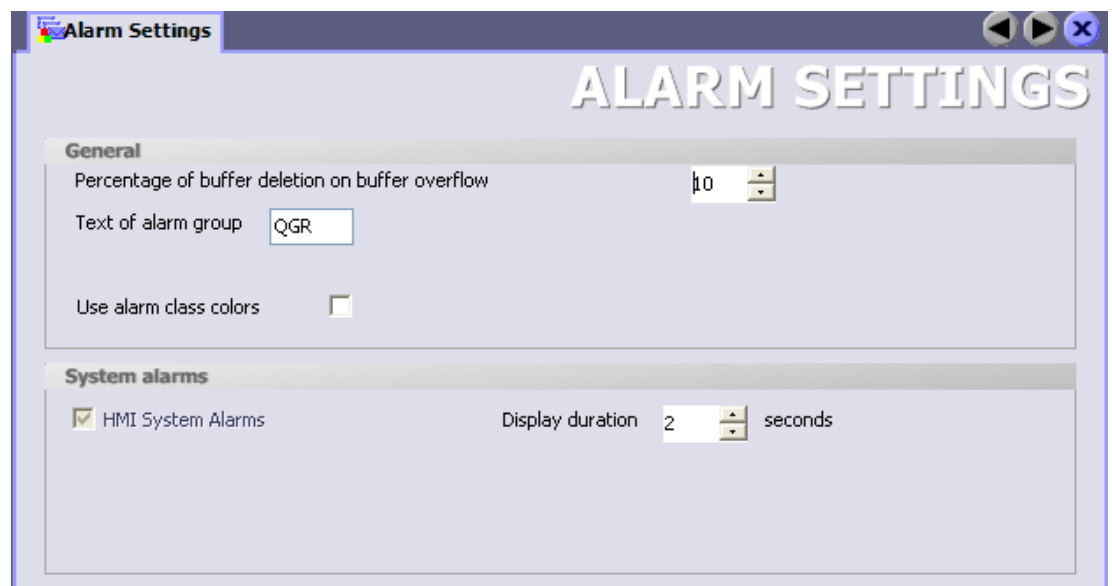 Alarm Settings
ALARM SETTINGS
General
Percentage of buffer deletion on buffer overflow 10
Text of alarm group QGR
Use alarm class colors
System alarms
HMI System Alarms Display duration 2 seconds